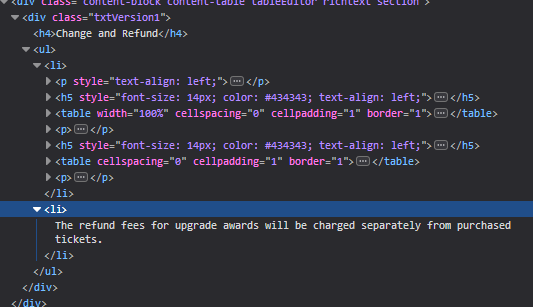 <div class="content-block content-table tableEditor richtext section">
<div class="txtVersion1">
<h4>Change and Refund</h4>
<ul>
<li>
<p style="text-align: left;"> ··· </p>
<h5 style="font-size: 14px; color: #434343; text-align: left;"> ··· </h5>
<table width="100%" cellspacing="0" cellpadding="1" border="1"> ··· </table>
<p> ··· </p>
<h5 style="font-size: 14px; color: #434343; text-align: left;"> ··· </h5>
<table cellspacing="0" cellpadding="1" border="1"> ··· </table>
<p> ··· </p>
</li>
<li>
The refund fees for upgrade awards will be charged separately from purchased
tickets.
</li>
</ul>
</div>
</div>